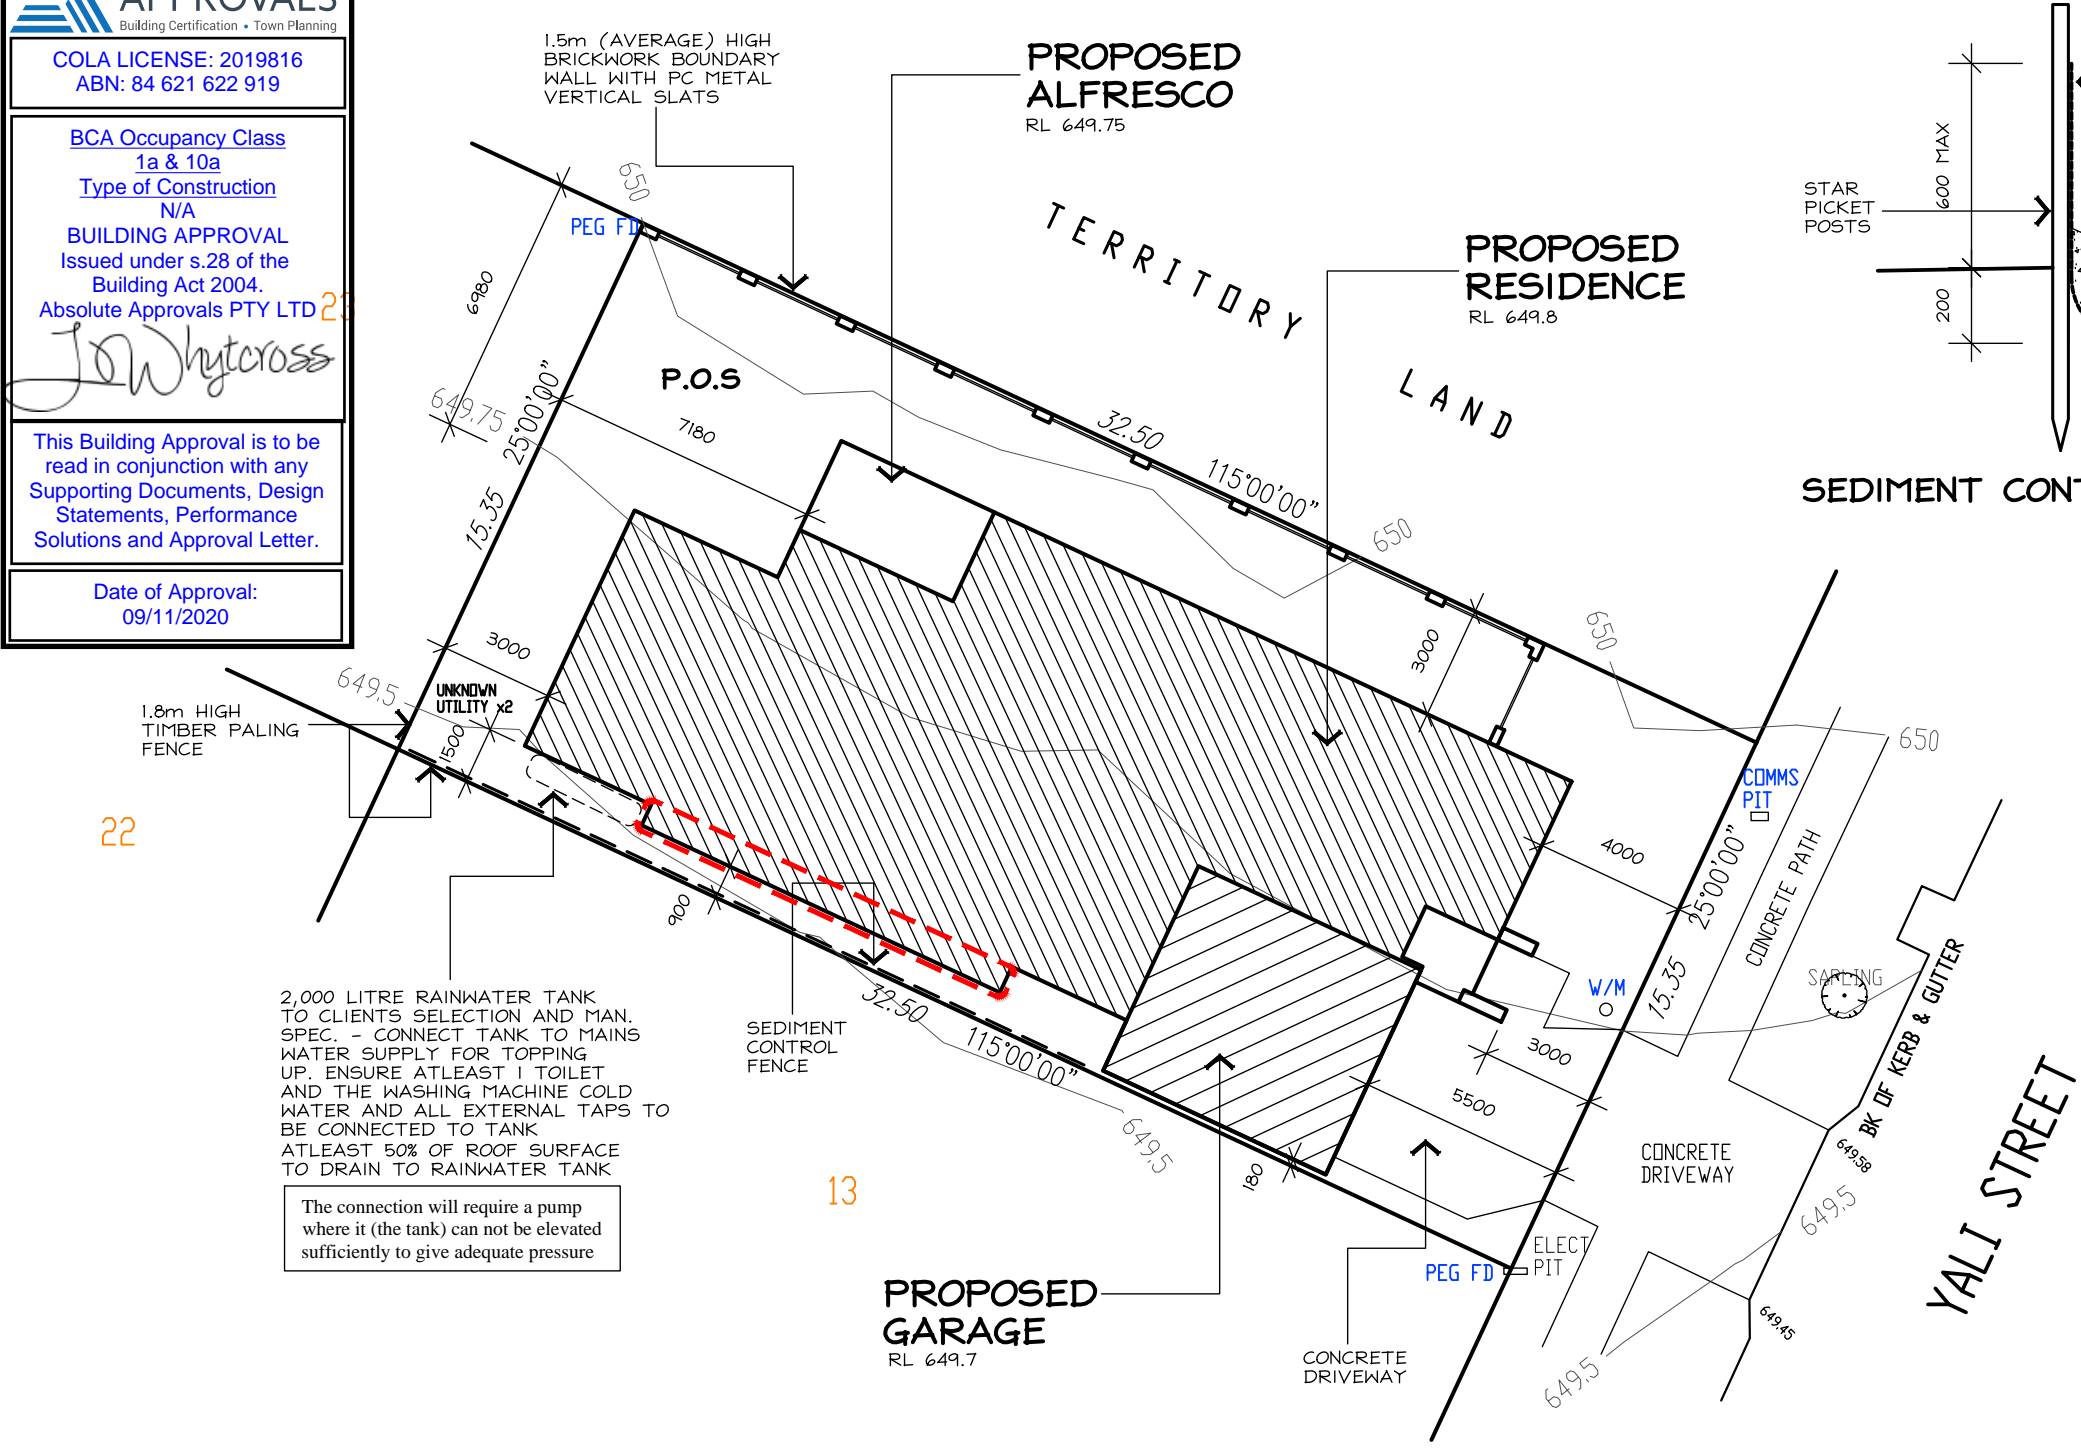 APPROVALS
Building Certification • Town Planning
COLA LICENSE: 2019816
ABN: 84 621 622 919
BCA Occupancy Class
1a & 10a
Type of Construction
N/A
BUILDING APPROVAL
Issued under s.28 of the
Building Act 2004.
Absolute Approvals PTY LTD
JDWhytcross
This Building Approval is to be
read in conjunction with any
Supporting Documents, Design
Statements, Performance
Solutions and Approval Letter.
Date of Approval:
09/11/2020
23
1.5m (AVERAGE) HIGH
BRICKWORK BOUNDARY
WALL WITH PC METAL
VERTICAL SLATS
PROPOSED
ALFRESCO
RL 649.75
TERRITORY
LAND
PROPOSED
RESIDENCE
RL 649.8
STAR
PICKET
POSTS
600 MAX
200
SEDIMENT CONT
650
PEG FD
6980
649.75
25°00'00"
15.35
P.O.S
7180
32.50
115°00'00"
650
3000
650
650
3000
649.5
UNKNOWN
UTILITY x2
1500
1.8m HIGH
TIMBER PALING
FENCE
22
COMMS
PIT
4000
25°00'00"
15.35
CONCRETE PATH
SAPLING
W/M
BK OF KERB & GUTTER
900
SEDIMENT
CONTROL
FENCE
32.50
115°00'00"
649.5
3000
5500
180
2,000 LITRE RAINWATER TANK
TO CLIENTS SELECTION AND MAN.
SPEC. - CONNECT TANK TO MAINS
WATER SUPPLY FOR TOPPING
UP. ENSURE ATLEAST 1 TOILET
AND THE WASHING MACHINE COLD
WATER AND ALL EXTERNAL TAPS TO
BE CONNECTED TO TANK
ATLEAST 50% OF ROOF SURFACE
TO DRAIN TO RAINWATER TANK
The connection will require a pump
where it (the tank) can not be elevated
sufficiently to give adequate pressure
13
CONCRETE
DRIVEWAY
649.58
649.5
YALI STREET
ELECT
PIT
PEG FD
649.45
649.5
PROPOSED
GARAGE
RL 649.7
CONCRETE
DRIVEWAY